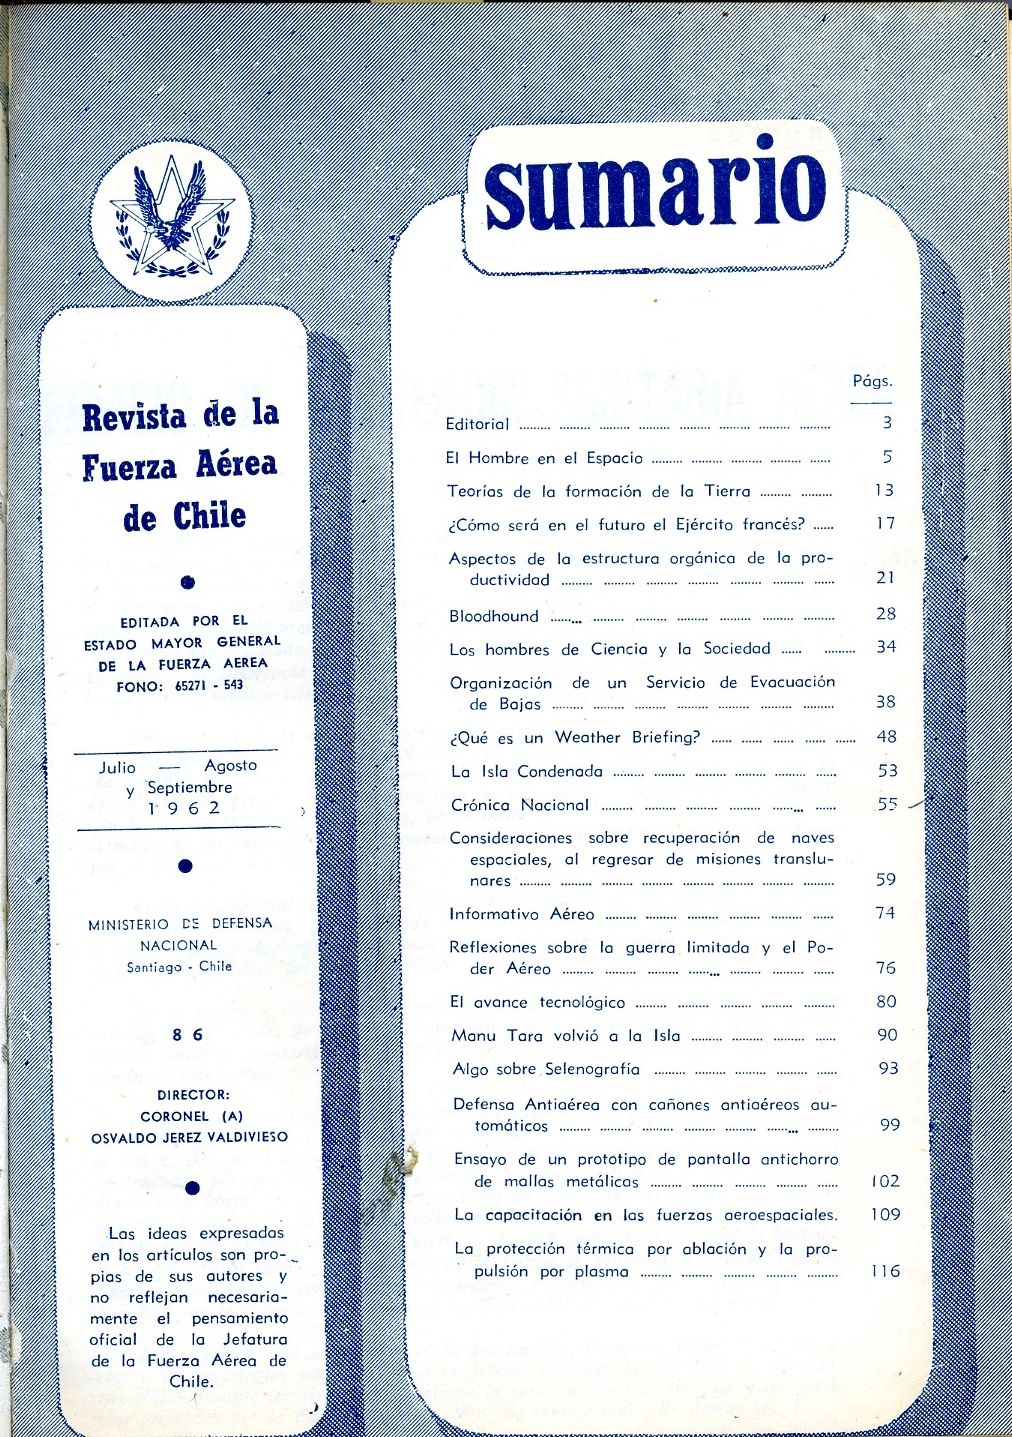 sumario
Revista de la
Fuerza Aérea
de Chile
EDITADA POR EL
ESTADO MAYOR GENERAL
DE LA FUERZA AEREA
FONO: 65271 - 543
Julio — Agosto
y Septiembre
1962
MINISTERIO DE DEFENSA
NACIONAL
Santiago - Chile
86
DIRECTOR:
CORONEL (A)
OSVALDO JEREZ VALDIVIESO
Las ideas expresadas
en los artículos son pro-
pias de sus autores y
no reflejan necesaria-
mente el pensamiento
oficial de la Jefatura
de la Fuerza Aérea de
Chile.
Págs.
Editorial ......... ......... ......... ......... ......... ......... ......... ......... 3
El Hombre en el Espacio ......... ......... ......... ......... ...... 5
Teorías de la formación de la Tierra ......... ......... 13
¿Cómo será en el futuro el Ejército francés? ...... 17
Aspectos de la estructura orgánica de la pro-
ductividad ......... ......... ......... ......... ......... ......... ...... 21
Bloodhound ......... ......... ......... ......... ......... ......... ......... 28
Los hombres de Ciencia y la Sociedad ...... ......... 34
Organización de un Servicio de Evacuación
de Bajas ......... ......... ......... ......... ......... ......... ......... 38
¿Qué es un Weather Briefing? ...... ...... ...... ...... ...... 48
La Isla Condenada ......... ......... ......... ......... ......... ...... 53
Crónica Nacional ......... ......... ......... ......... ......... ...... 55
Consideraciones sobre recuperación de naves
espaciales, al regresar de misiones translu-
nares ......... ......... ......... ......... ......... ......... ......... ......... 59
Informativo Aéreo ......... ......... ......... ......... ......... ...... 74
Reflexiones sobre la guerra limitada y el Po-
der Aéreo ......... ......... ......... ......... ......... ......... ...... 76
El avance tecnológico ......... ......... ......... ......... ......... 80
Manu Tara volvió a la Isla ......... ......... ......... ...... 90
Algo sobre Selenografía ......... ......... ......... ......... ...... 93
Defensa Antiaérea con cañones antiaéreos au-
tomáticos ......... ......... ......... ......... ......... ......... ......... 99
Ensayo de un prototipo de pantalla antichorro
de mallas metálicas ......... ......... ......... ......... ...... 102
La capacitación en las fuerzas aeroespaciales. 109
La protección térmica por ablación y la pro-
pulsión por plasma ......... ......... ......... ......... ......... 116